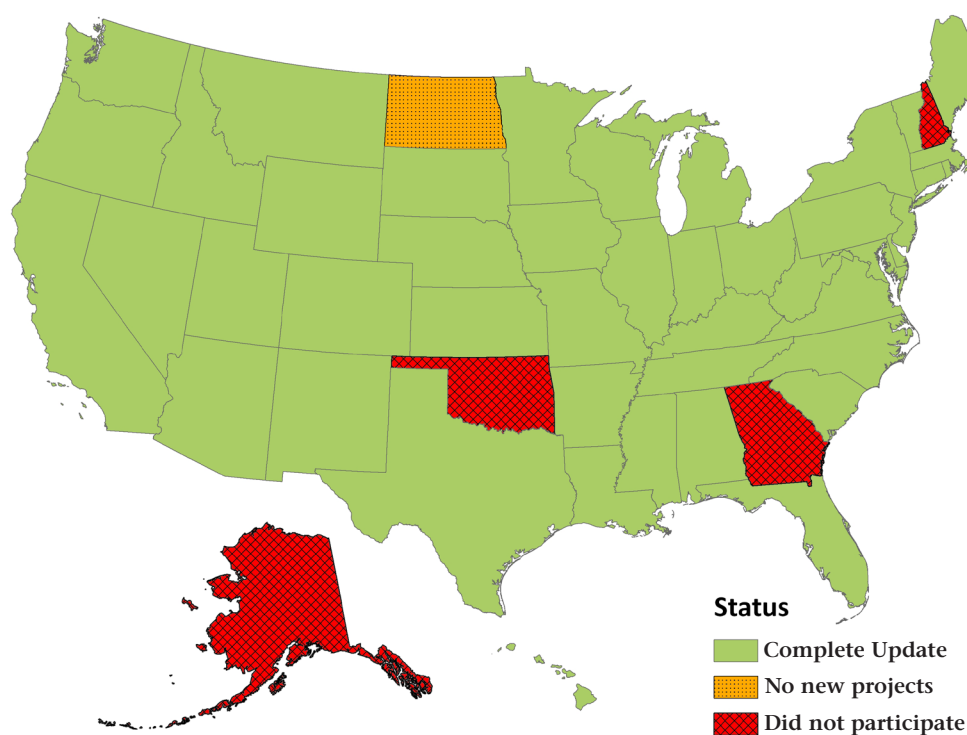 Status
Complete Update
No new projects
Did not participate